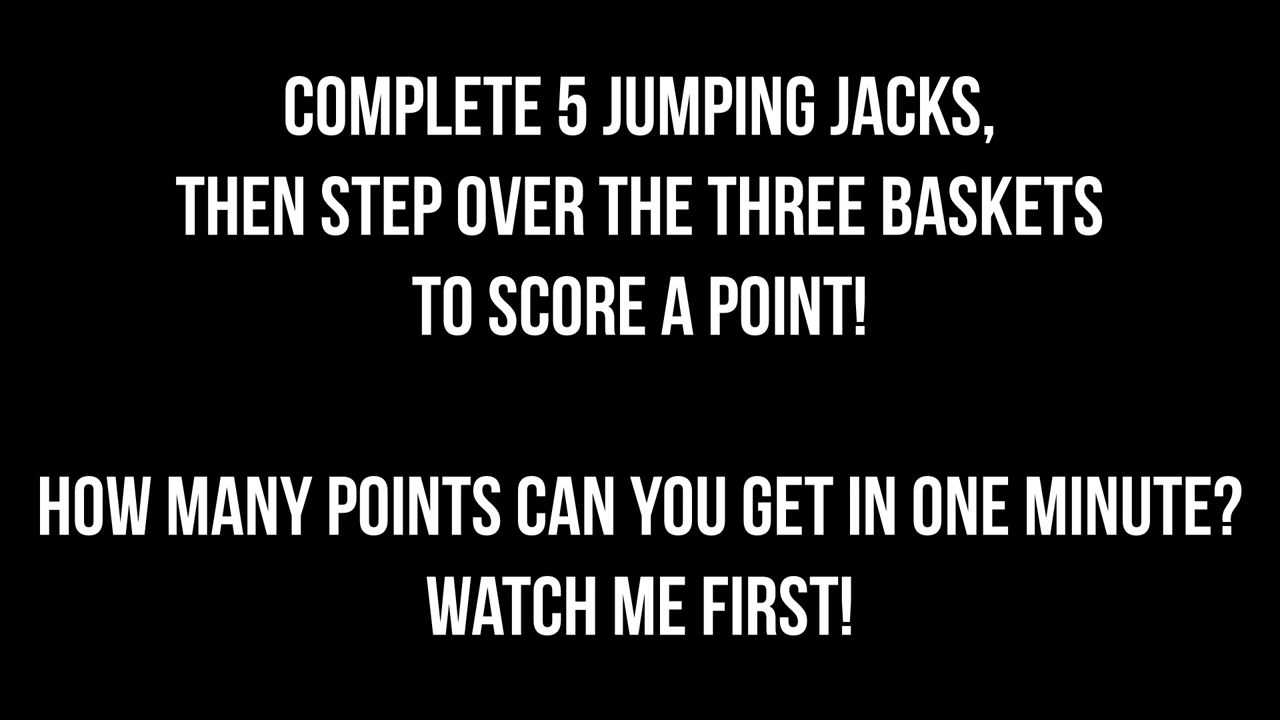 COMPLETE 5 JUMPING JACKS,
THEN STEP OVER THE THREE BASKETS
TO SCORE A POINT!
HOW MANY POINTS CAN YOU GET IN ONE MINUTE?
WATCH ME FIRST!